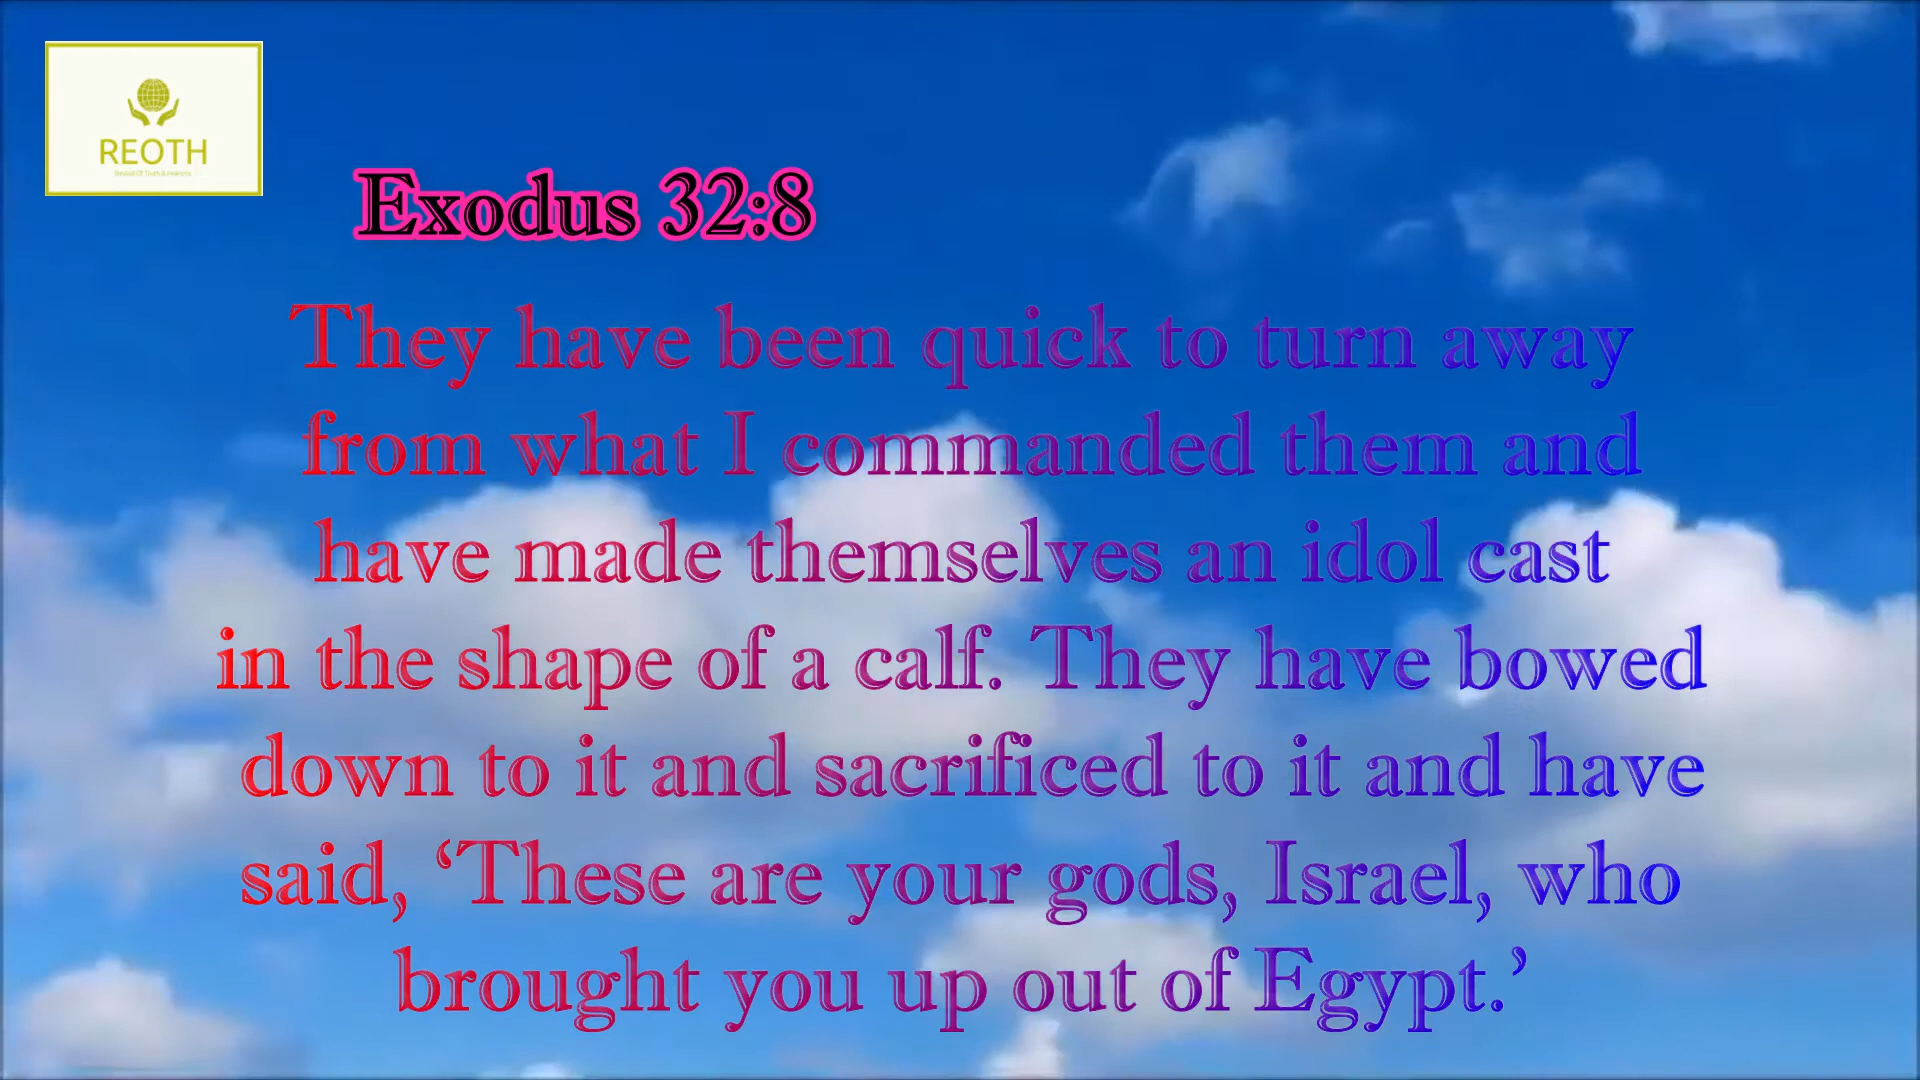 REOTH
Exodus 32:8
They have been quick to turn away
from what I commanded them and
have made themselves an idol cast
in the shape of a calf. They have bowed
down to it and sacrificed to it and have
said, ‘These are your gods, Israel, who
brought you up out of Egypt.’